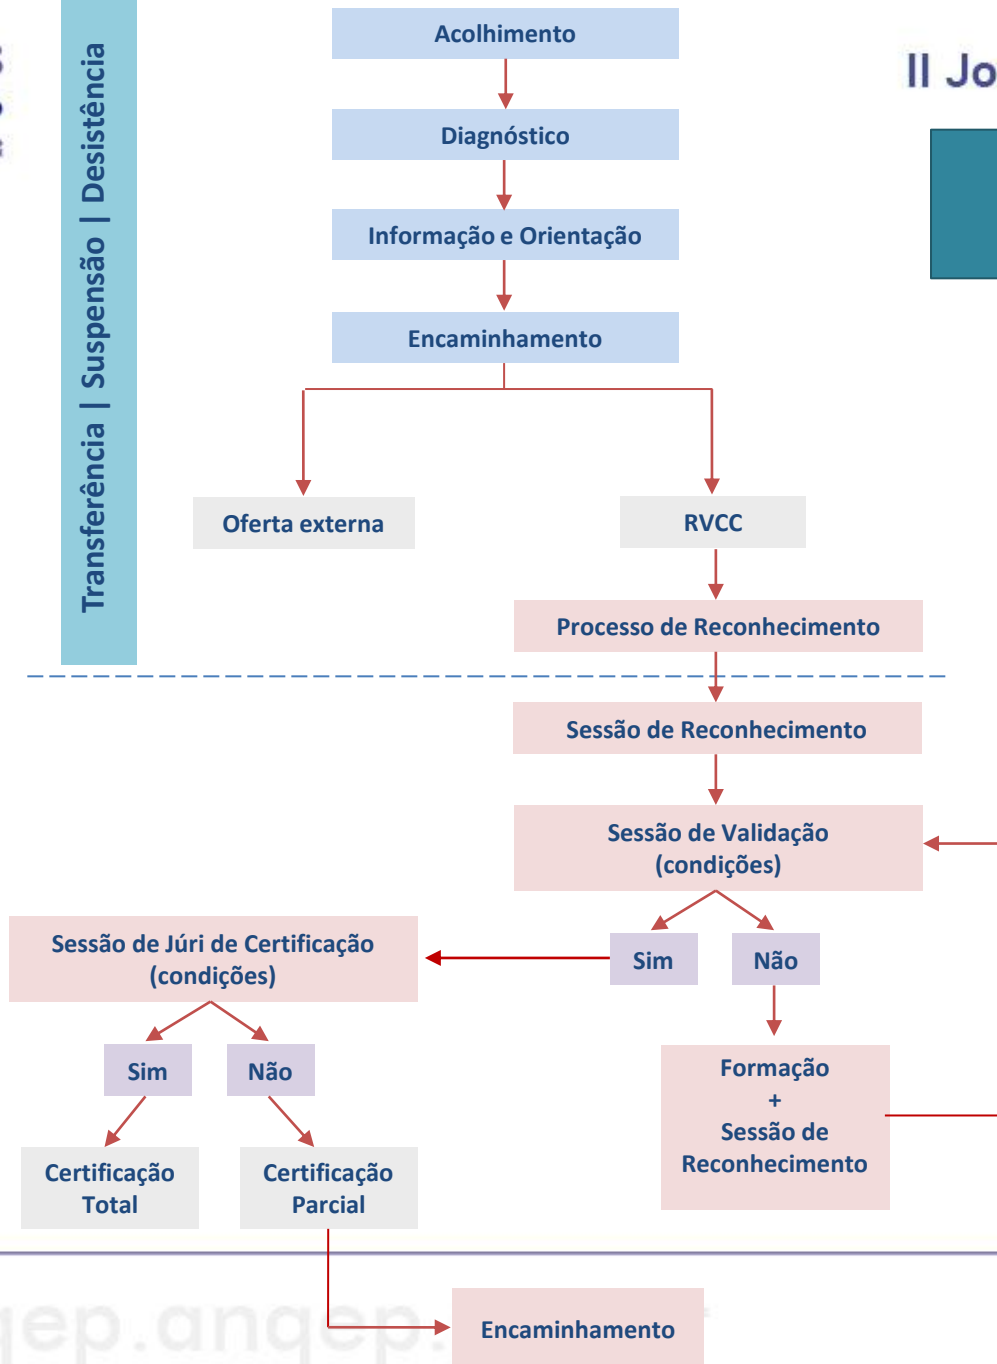 Acolhimento
II Jo
Transferência | Suspensão | Desistência
Diagnóstico
Informação e Orientação
Encaminhamento
Oferta externa
RVCC
Processo de Reconhecimento
Sessão de Reconhecimento
Sessão de Validação
(condições)
Sessão de Júri de Certificação
(condições)
Sim
Não
Sim
Não
Formação
+
Sessão de
Reconhecimento
Certificação
Total
Certificação
Parcial
Encaminhamento
qep.anqep.